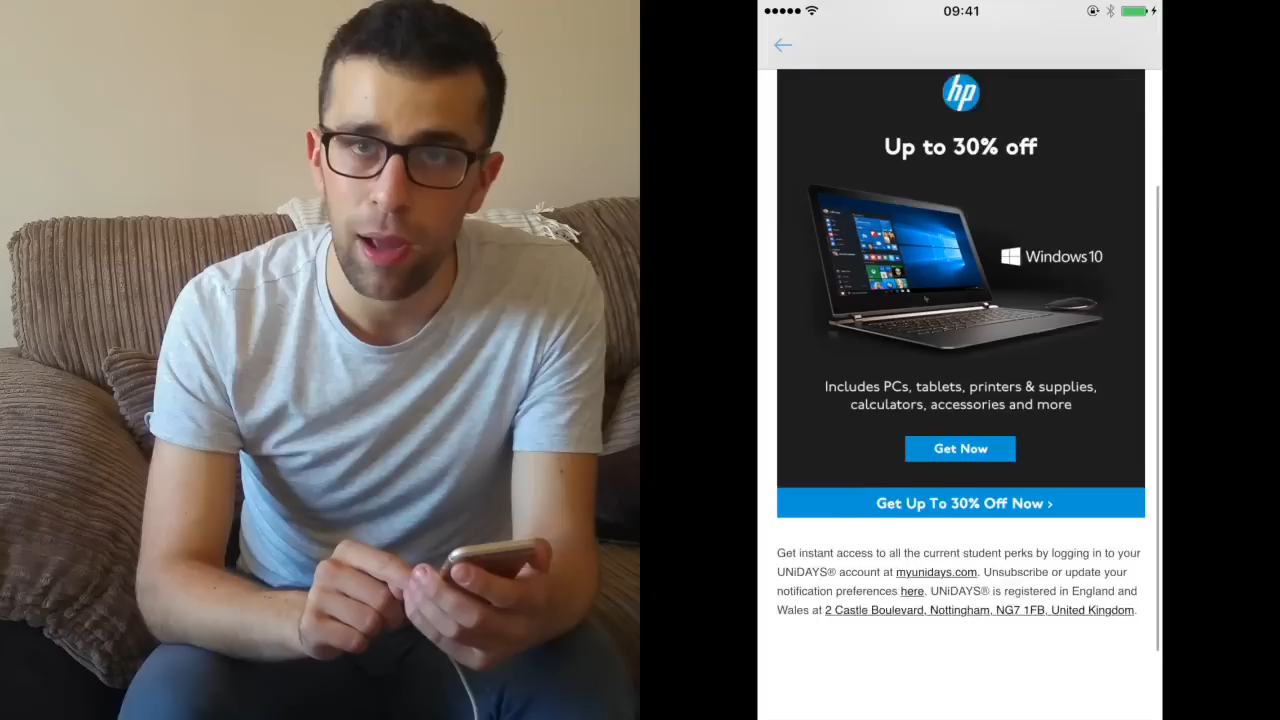 09:41
hp
Up to 30% off
Windows 10
Includes PCs, tablets, printers & supplies,
calculators, accessories and more
Get Now
Get Up To 30% Off Now >
Get instant access to all the current student perks by logging in to your
UNiDAYS® account at myunidays.com. Unsubscribe or update your
notification preferences here. UNiDAYS® is registered in England and
Wales at 2 Castle Boulevard, Nottingham, NG7 1FB, United Kingdom.